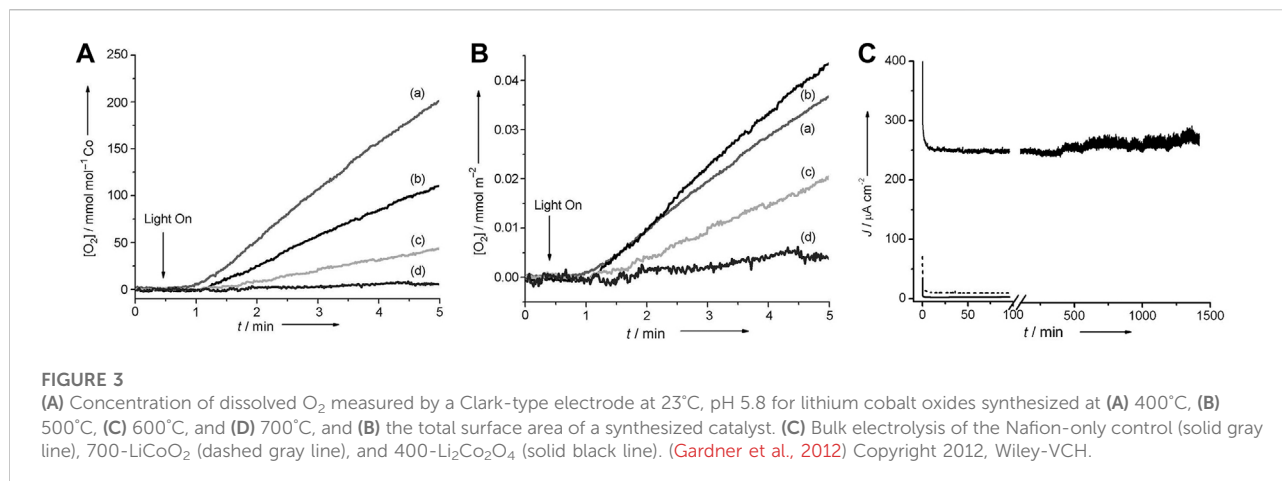 A
250
200
150
100
50
0
[O₂] / mmol mol⁻¹ Co
Light On
(a)
(b)
(c)
(d)
0 1 2 3 4 5
t / min
B
0.04
0.03
0.02
0.01
0.00
[O₂] / mmol m⁻²
Light On
(b)
(a)
(c)
(d)
0 1 2 3 4 5
t / min
C
400
300
250
100
0
J / μA cm⁻²
0 50 100 500 1000 1500
t / min
FIGURE 3
(A) Concentration of dissolved O₂ measured by a Clark-type electrode at 23°C, pH 5.8 for lithium cobalt oxides synthesized at (A) 400°C, (B)
500°C, (C) 600°C, and (D) 700°C, and (B) the total surface area of a synthesized catalyst. (C) Bulk electrolysis of the Nafion-only control (solid gray
line), 700-LiCoO₂ (dashed gray line), and 400-Li₂Co₂O₄ (solid black line). (Gardner et al., 2012) Copyright 2012, Wiley-VCH.